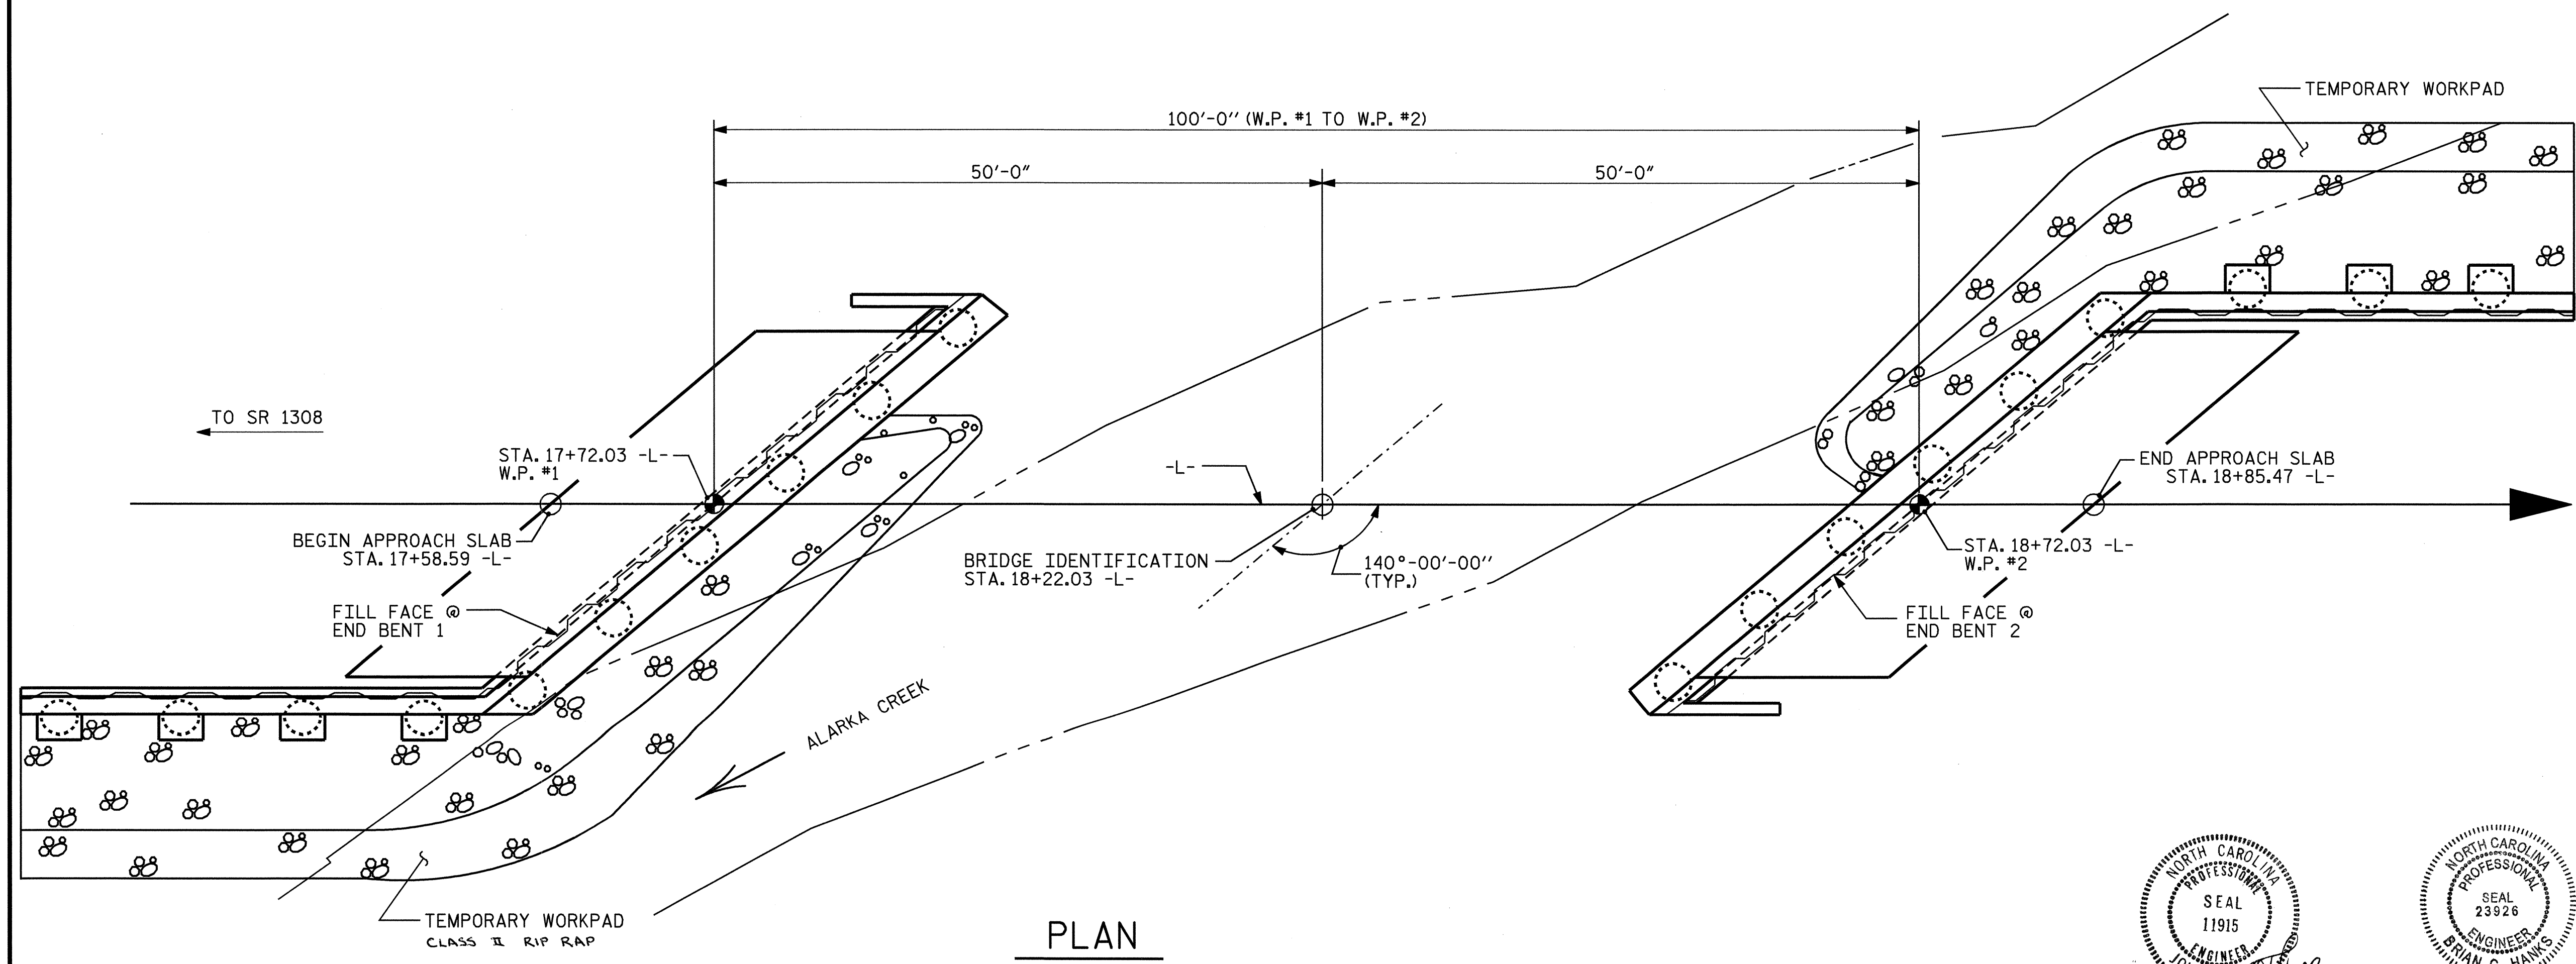 TEMPORARY WORKPAD
100'-0" (W.P. #1 TO W.P. #2)
50'-0"
50'-0"
TO SR 1308
STA. 17+72.03 -L-
W.P. #1
-L-
END APPROACH SLAB
STA. 18+85.47 -L-
BEGIN APPROACH SLAB
STA. 17+58.59 -L-
BRIDGE IDENTIFICATION
STA. 18+22.03 -L-
140°-00'-00"
(TYP.)
STA. 18+72.03 -L-
W.P. #2
FILL FACE @
END BENT 1
FILL FACE @
END BENT 2
ALARKA CREEK
TEMPORARY WORKPAD
CLASS II RIP RAP
PLAN
NORTH CAROLINA
PROFESSIONAL
SEAL
11915
ENGINEER
NORTH CAROLINA
PROFESSIONAL
SEAL
23926
ENGINEER
BRIAN C. HANKS